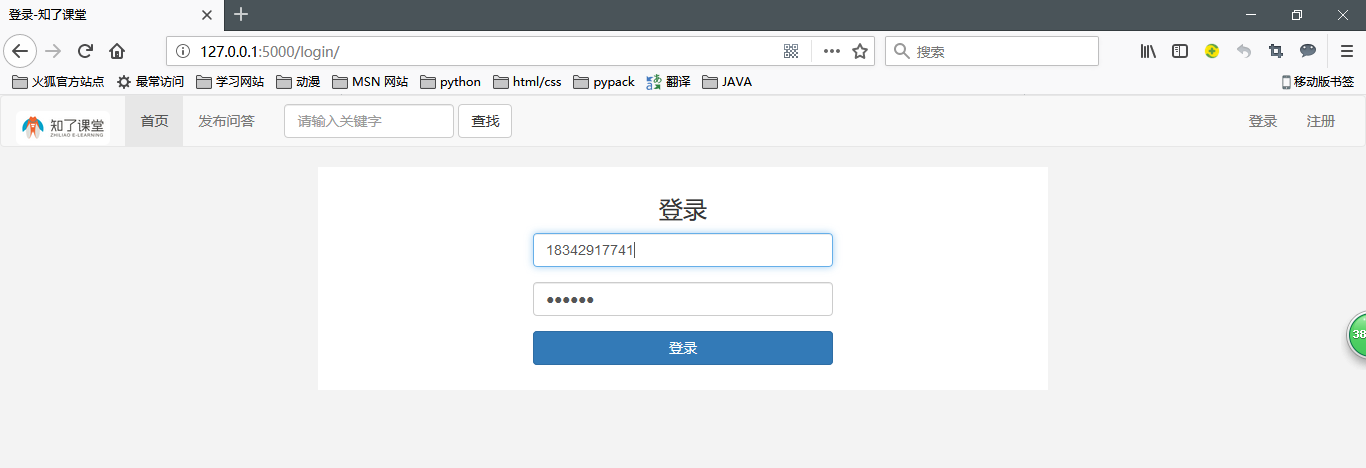 登录-知了课堂
127.0.0.1:5000/login/
搜索
火狐官方站点 最常访问 学习网站 动漫 MSN 网站 python html/css pypack 翻译 JAVA 移动版书签
知了课堂 首页 发布问答 请输入关键字 查找 登录 注册
ZHILIAO E-LEARNING
登录
18342917741
••••••
登录
38